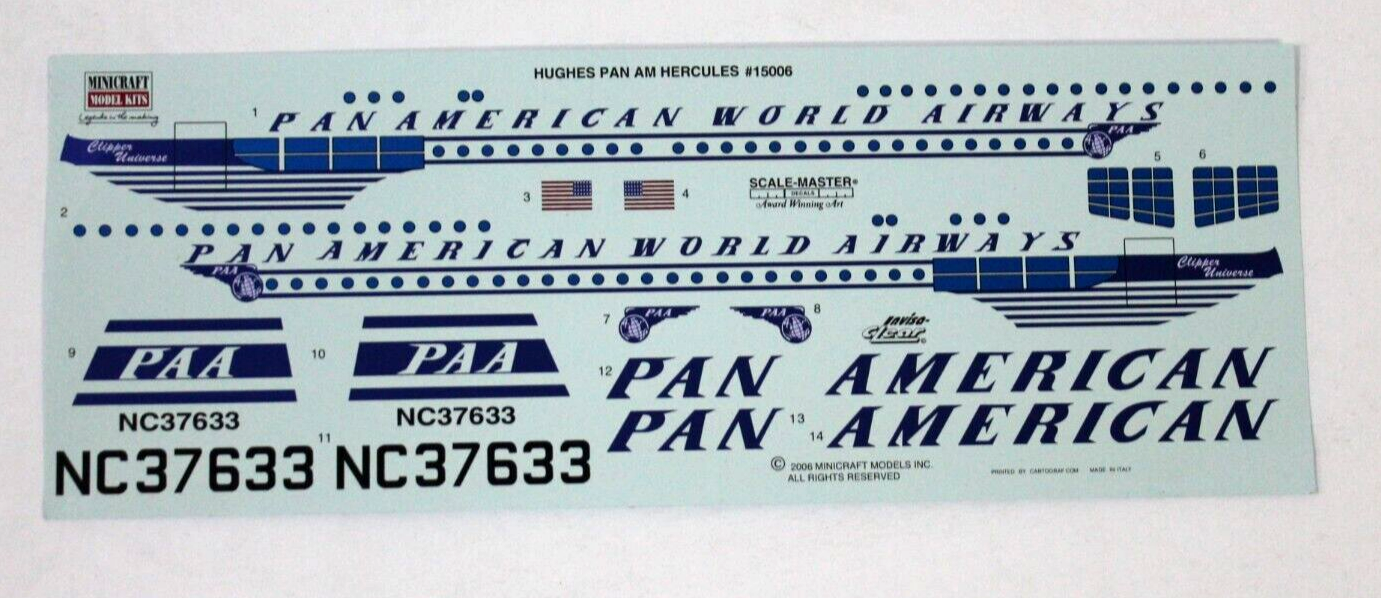 HUGHES PAN AM HERCULES #15006
MINICRAFT
MODEL KITS
Legends in the making
1
PAN AMERICAN WORLD AIRWAYS
PAA
Clipper
Universe
3
4
SCALE-MASTER®
DECALS
Award Winning Art
5
6
2
PAN AMERICAN WORLD AIRWAYS
PAA
Clipper
Universe
7
PAA
PAA
8
Inviso-
Clear®
9
PAA
10
PAA
12
PAN AMERICAN
NC37633
NC37633
PAN
13
14
AMERICAN
11
NC37633 NC37633
© 2006 MINICRAFT MODELS INC.
ALL RIGHTS RESERVED
PRINTED BY CARTOGRAF.COM MADE IN ITALY